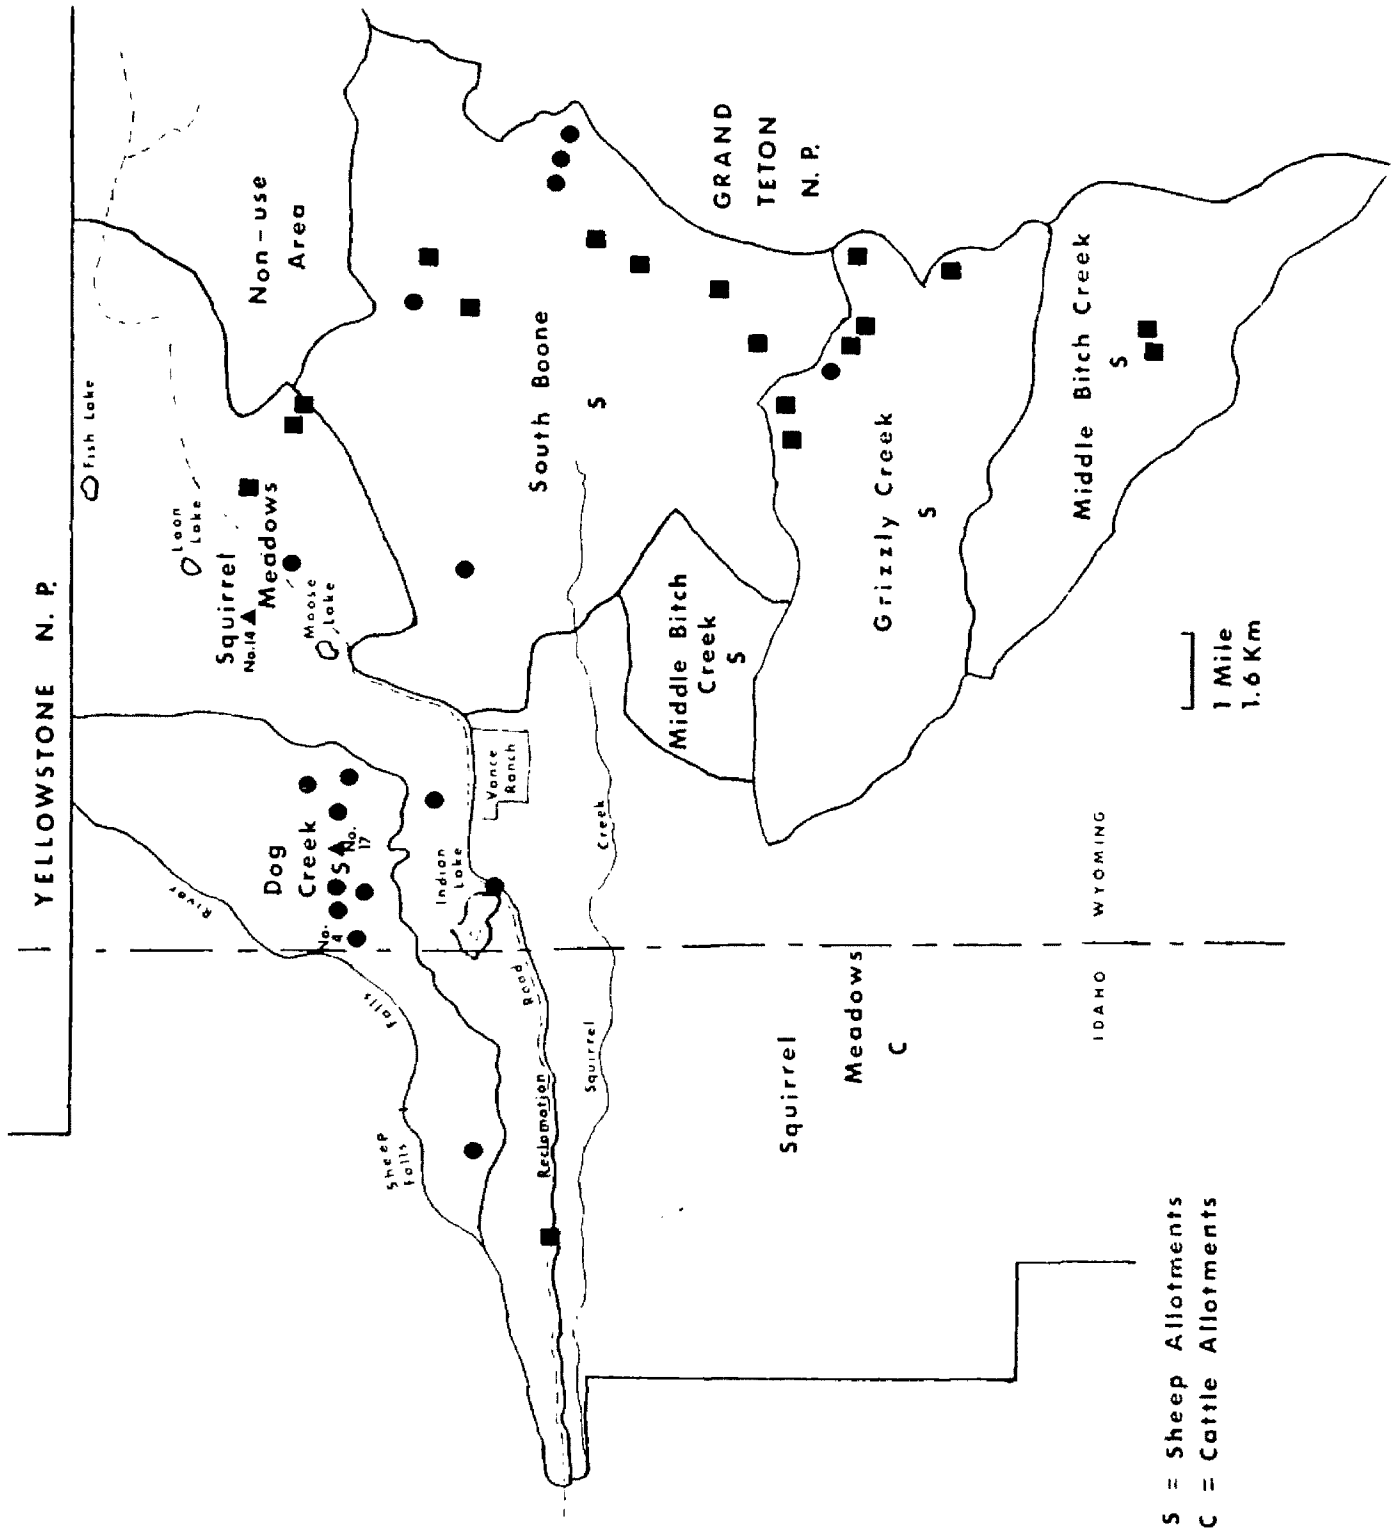 YELLOWSTONE N. P.
Fish Lake
Loon
Lake
Non-use
Area
Squirrel
Meadows
No.14
Moose
Lake
GRAND
TETON
N. P.
South Boone
S
River
Dog
Creek
S
No.
17
No.
4
Indian
Lake
Vance
Ranch
Falls
Sheep
Falls
Reclamation Road
Squirrel Creek
Middle Bitch
Creek
S
Grizzly Creek
S
Middle Bitch Creek
S
Squirrel
Meadows
C
IDAHO WYOMING
1 Mile
1.6 Km
S = Sheep Allotments
C = Cattle Allotments